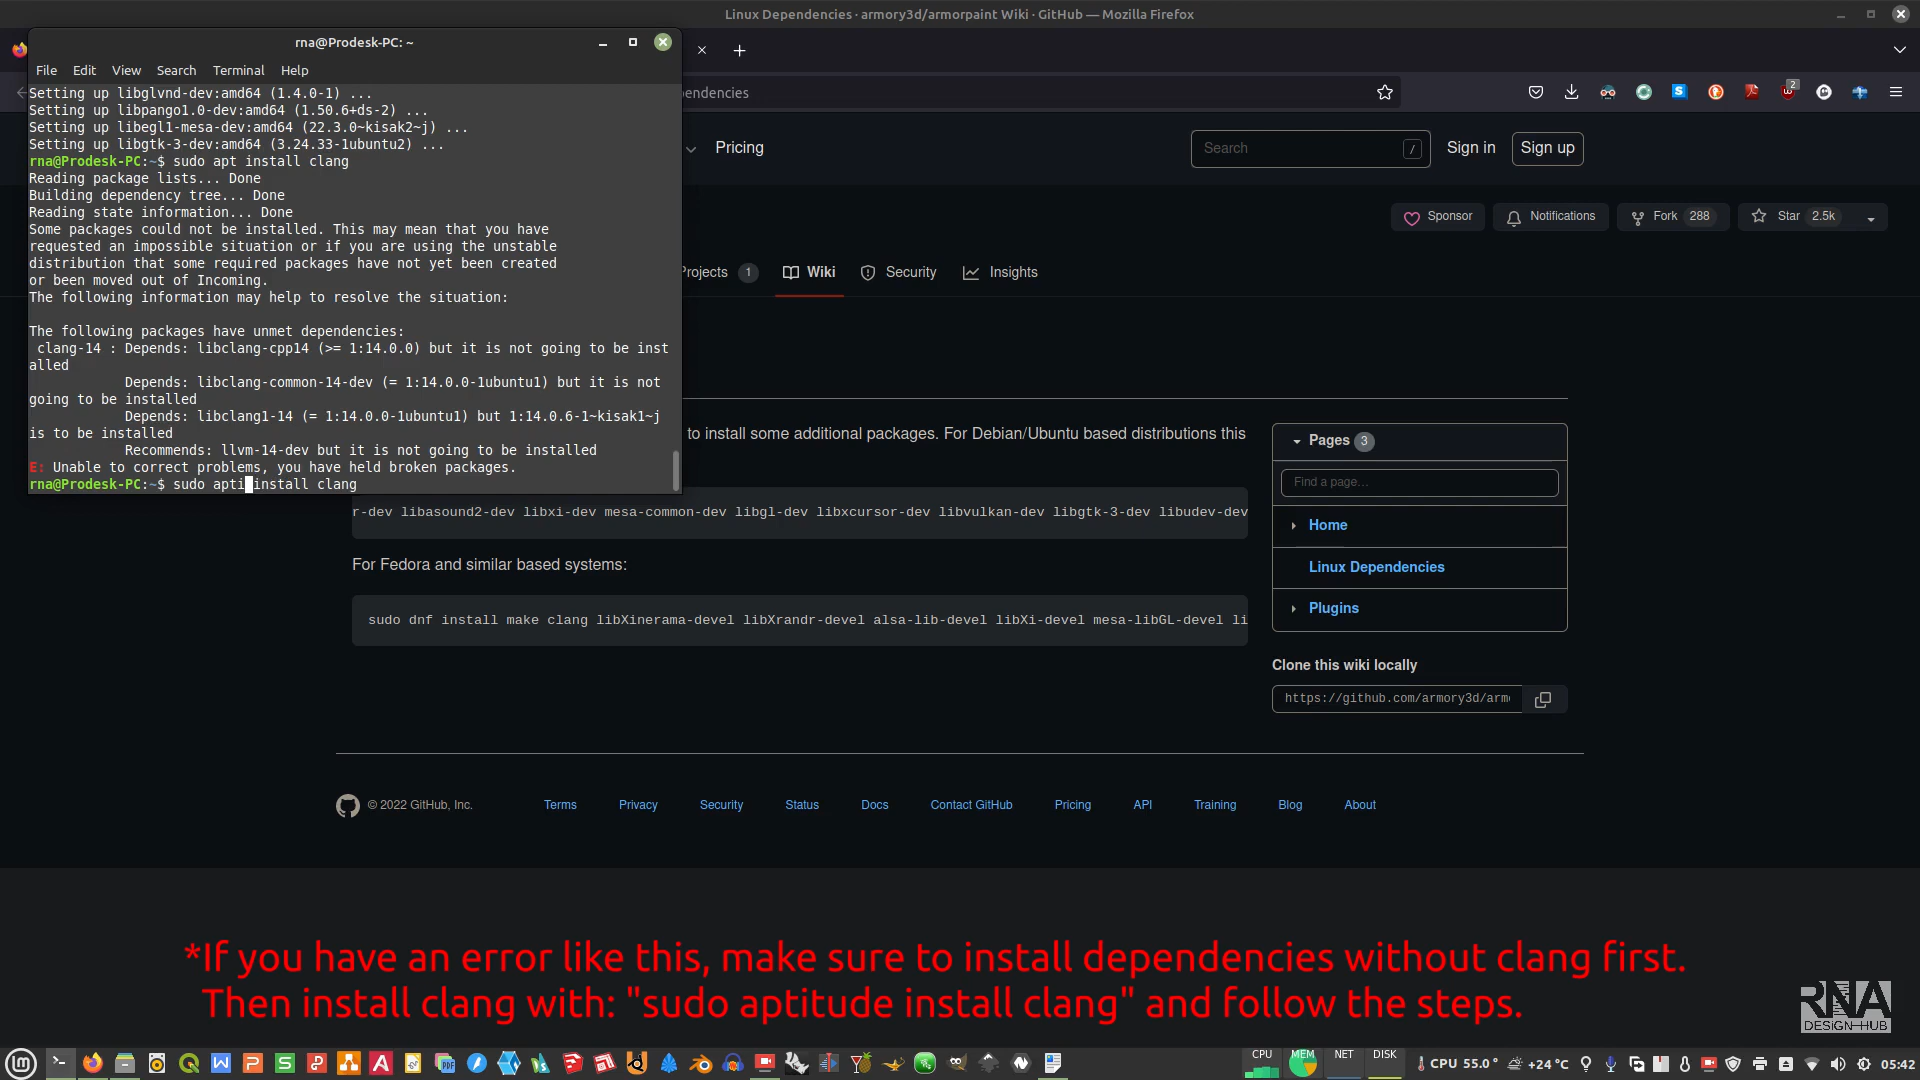 Linux Dependencies · armory3d/armorpaint Wiki · GitHub — Mozilla Firefox
rna@Prodesk-PC: ~
File Edit View Search Terminal Help
Setting up libglvnd-dev:amd64 (1.4.0-1) ...
Setting up libpango1.0-dev:amd64 (1.50.6+ds-2) ...
Setting up libegl1-mesa-dev:amd64 (22.3.0~kisak2~j) ...
Setting up libgtk-3-dev:amd64 (3.24.33-1ubuntu2) ...
rna@Prodesk-PC:~$ sudo apt install clang
Reading package lists... Done
Building dependency tree... Done
Reading state information... Done
Some packages could not be installed. This may mean that you have
requested an impossible situation or if you are using the unstable
distribution that some required packages have not yet been created
or been moved out of Incoming.
The following information may help to resolve the situation:
The following packages have unmet dependencies:
clang-14 : Depends: libclang-cpp14 (>= 1:14.0.0) but it is not going to be inst
alled
Depends: libclang-common-14-dev (= 1:14.0.0-1ubuntu1) but it is not
going to be installed
Depends: libclang1-14 (= 1:14.0.0-1ubuntu1) but 1:14.0.6-1~kisak1~j
is to be installed
Recommends: llvm-14-dev but it is not going to be installed
E: Unable to correct problems, you have held broken packages.
rna@Prodesk-PC:~$ sudo apti install clang
pendencies
2
Pricing
Search /
Sign in
Sign up
Sponsor
Notifications
Fork 288
Star 2.5k
Projects 1
Wiki
Security
Insights
to install some additional packages. For Debian/Ubuntu based distributions this
r-dev libasound2-dev libxi-dev mesa-common-dev libgl-dev libxcursor-dev libvulkan-dev libgtk-3-dev libudev-dev
For Fedora and similar based systems:
sudo dnf install make clang libXinerama-devel libXrandr-devel alsa-lib-devel libXi-devel mesa-libGL-devel li
Pages 3
Find a page...
Home
Linux Dependencies
Plugins
Clone this wiki locally
https://github.com/armory3d/arm
© 2022 GitHub, Inc.
Terms Privacy Security Status Docs Contact GitHub Pricing API Training Blog About
*If you have an error like this, make sure to install dependencies without clang first.
Then install clang with: "sudo aptitude install clang" and follow the steps.
RNA
DESIGN-HUB
CPU MEM NET DISK
CPU 55.0°
+24 °C
05:42